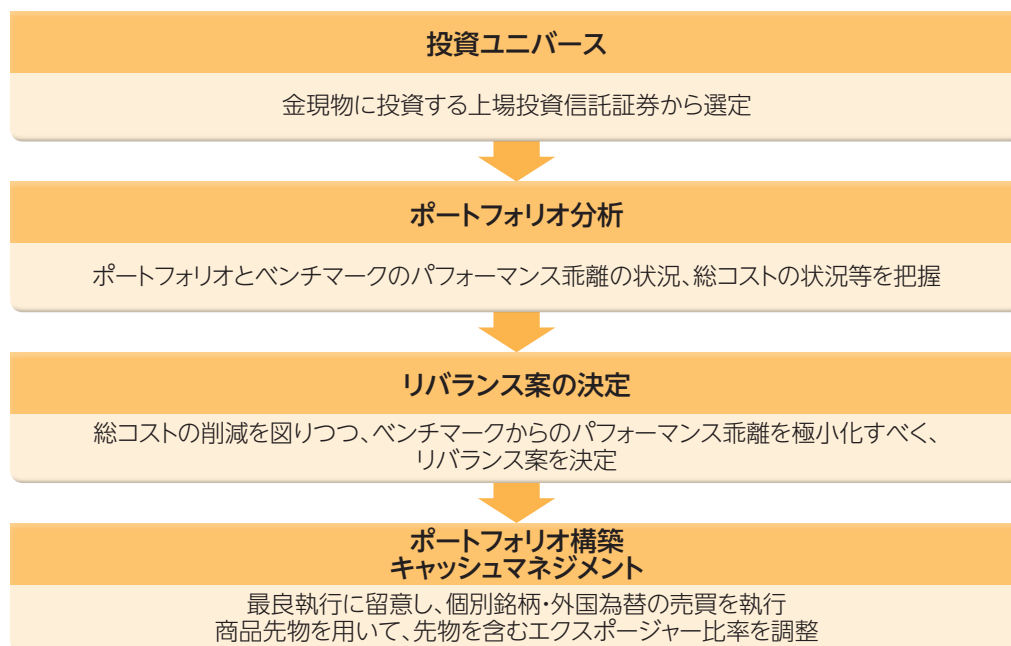 投資ユニバース
金現物に投資する上場投資信託証券から選定
ポートフォリオ分析
ポートフォリオとベンチマークのパフォーマンス乖離の状況、総コストの状況等を把握
リバランス案の決定
総コストの削減を図りつつ、ベンチマークからのパフォーマンス乖離を極小化すべく、
リバランス案を決定
ポートフォリオ構築
キャッシュマネジメント
最良執行に留意し、個別銘柄・外国為替の売買を執行
商品先物を用いて、先物を含むエクスポージャー比率を調整